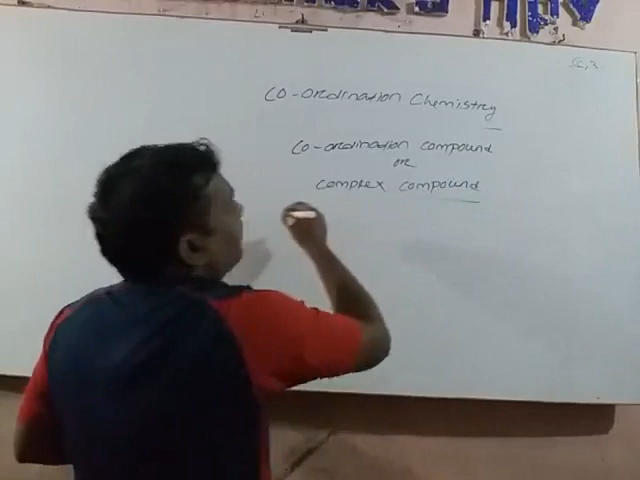 Co-ordination Chemistry
Co-ordination compound
or
complex compound